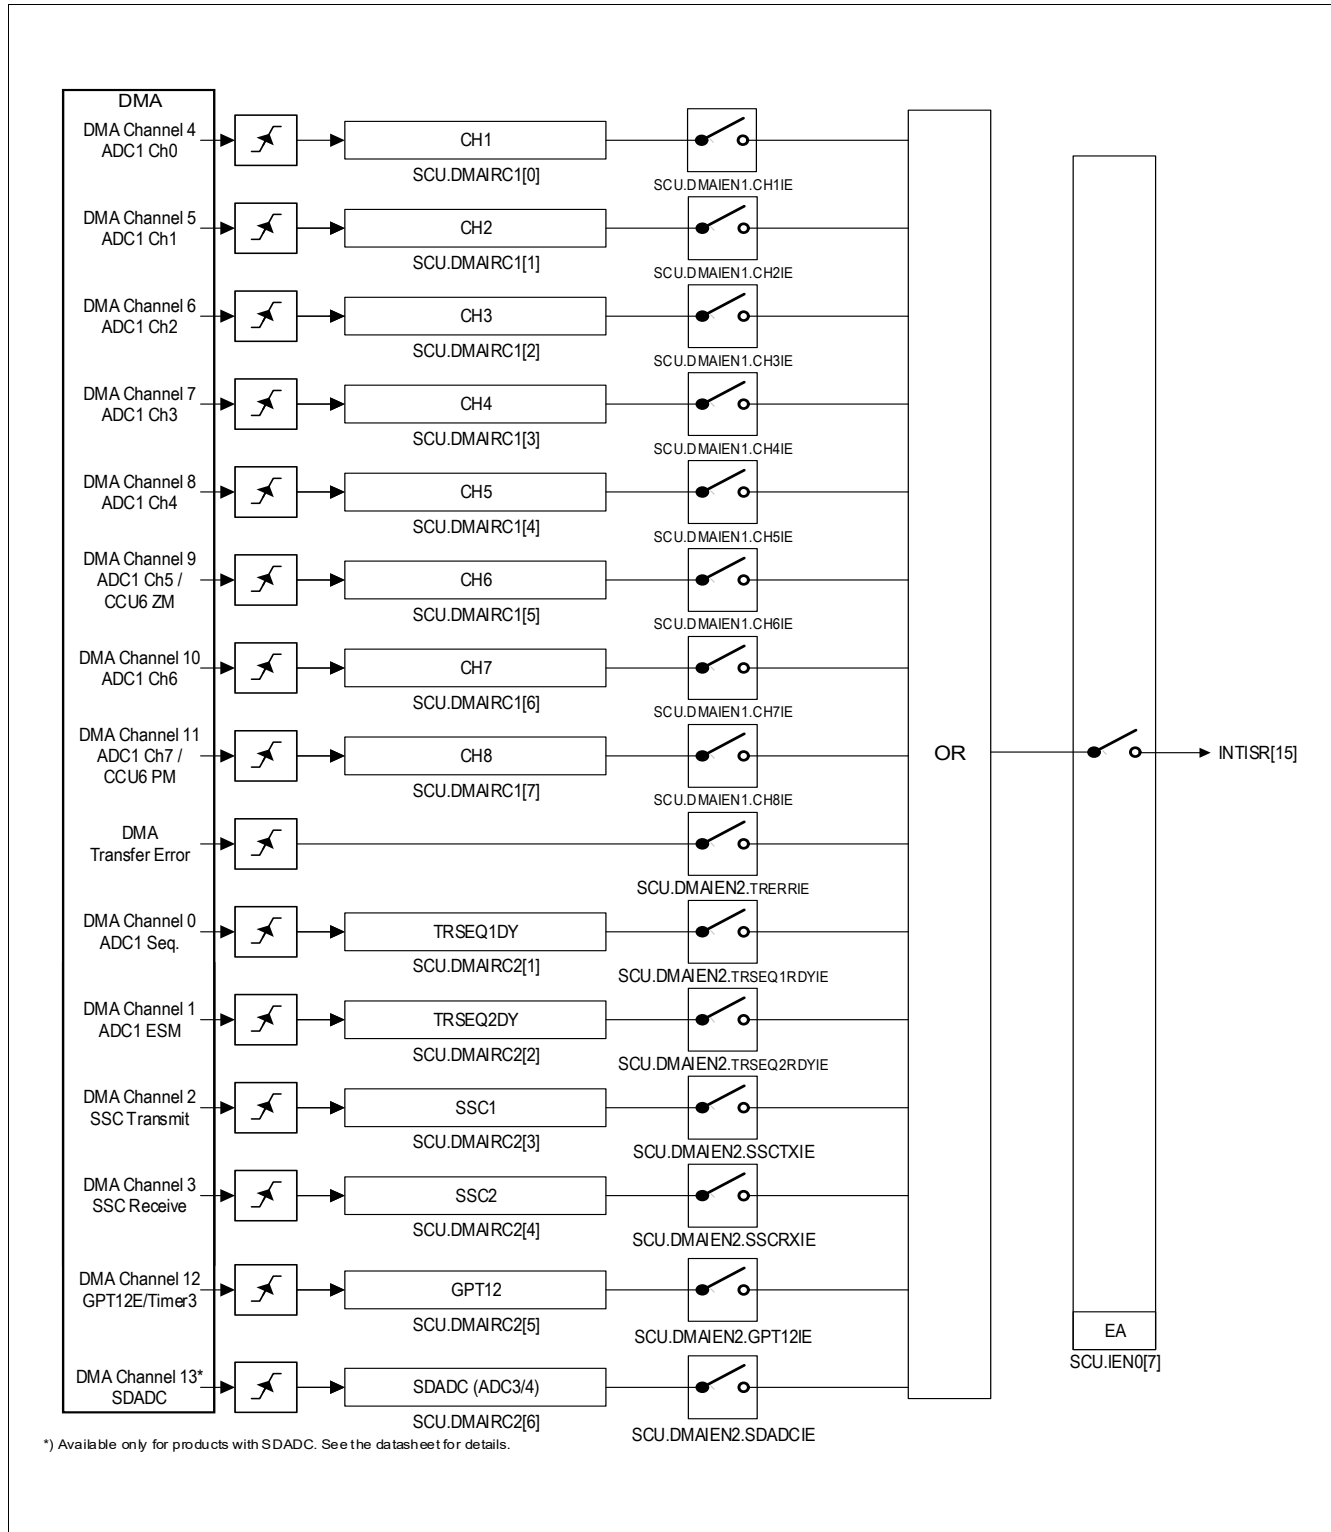 DMA
DMA Channel 4
ADC1 Ch0
CH1
SCU.DMAIRC1[0]
SCU.DMAIEN1.CH1IE
DMA Channel 5
ADC1 Ch1
CH2
SCU.DMAIRC1[1]
SCU.DMAIEN1.CH2IE
DMA Channel 6
ADC1 Ch2
CH3
SCU.DMAIRC1[2]
SCU.DMAIEN1.CH3IE
DMA Channel 7
ADC1 Ch3
CH4
SCU.DMAIRC1[3]
SCU.DMAIEN1.CH4IE
DMA Channel 8
ADC1 Ch4
CH5
SCU.DMAIRC1[4]
SCU.DMAIEN1.CH5IE
DMA Channel 9
ADC1 Ch5 /
CCU6 ZM
CH6
SCU.DMAIRC1[5]
SCU.DMAIEN1.CH6IE
DMA Channel 10
ADC1 Ch6
CH7
SCU.DMAIRC1[6]
SCU.DMAIEN1.CH7IE
DMA Channel 11
ADC1 Ch7 /
CCU6 PM
CH8
SCU.DMAIRC1[7]
SCU.DMAIEN1.CH8IE
OR
INTISR[15]
DMA
Transfer Error
SCU.DMAIEN2.TRERRIE
DMA Channel 0
ADC1 Seq.
TRSEQ1DY
SCU.DMAIRC2[1]
SCU.DMAIEN2.TRSEQ1RDYIE
DMA Channel 1
ADC1 ESM
TRSEQ2DY
SCU.DMAIRC2[2]
SCU.DMAIEN2.TRSEQ2RDYIE
DMA Channel 2
SSC Transmit
SSC1
SCU.DMAIRC2[3]
SCU.DMAIEN2.SSCTXIE
DMA Channel 3
SSC Receive
SSC2
SCU.DMAIRC2[4]
SCU.DMAIEN2.SSCRXIE
DMA Channel 12
GPT12E/Timer3
GPT12
SCU.DMAIRC2[5]
SCU.DMAIEN2.GPT12IE
EA
SCU.IEN0[7]
DMA Channel 13*
SDADC
SDADC (ADC3/4)
SCU.DMAIRC2[6]
SCU.DMAIEN2.SDADCIE
*) Available only for products with SDADC. See the datasheet for details.